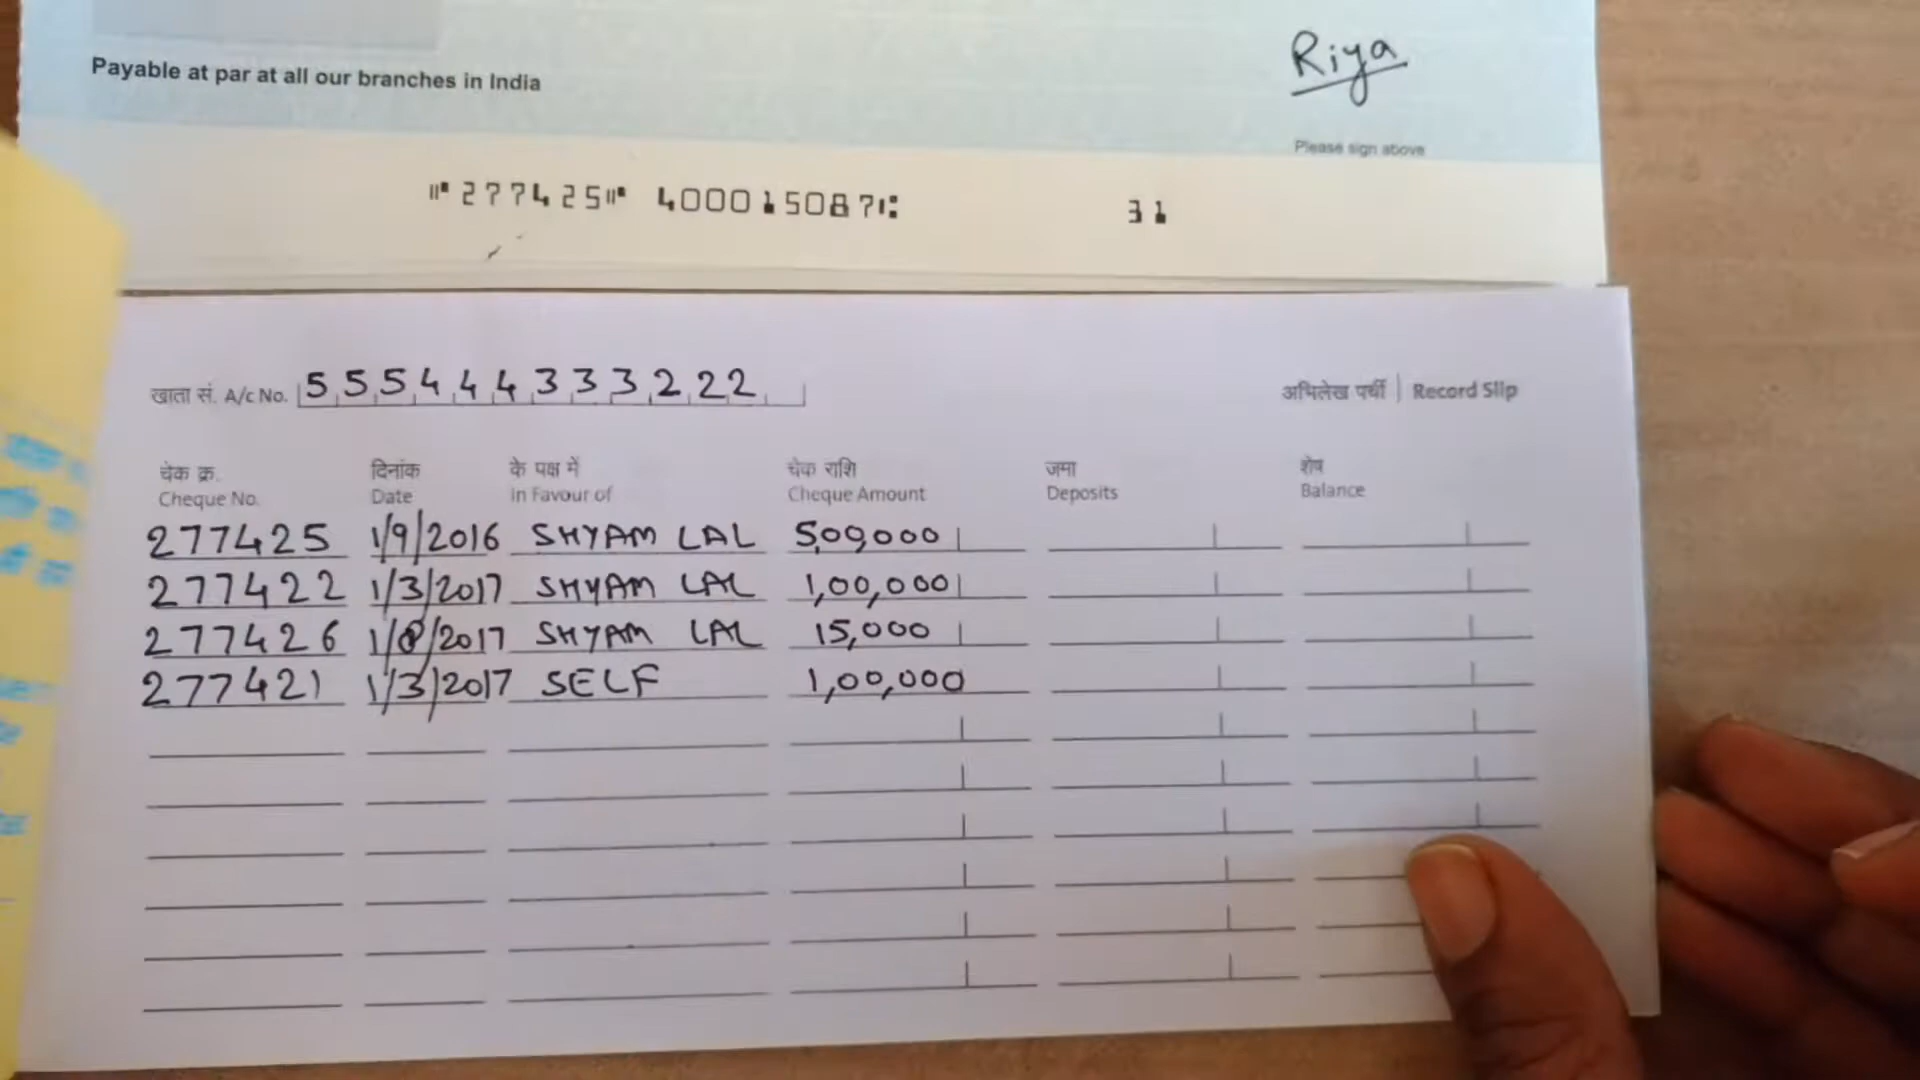 Riya
Payable at par at all our branches in India
Please sign above
⑈277425⑈ 400015087⑆ 31
खाता सं. A/c No. 555444333222
अभिलेख पर्ची | Record Slip
चेक क्र. दिनांक के पक्ष में चेक राशि जमा शेष
Cheque No. Date In Favour of Cheque Amount Deposits Balance
277425 1/9/2016 SHYAM LAL 5,00,000
277422 1/3/2017 SHYAM LAL 1,00,000
277426 1/8/2017 SHYAM LAL 15,000
277421 1/3/2017 SELF 1,00,000